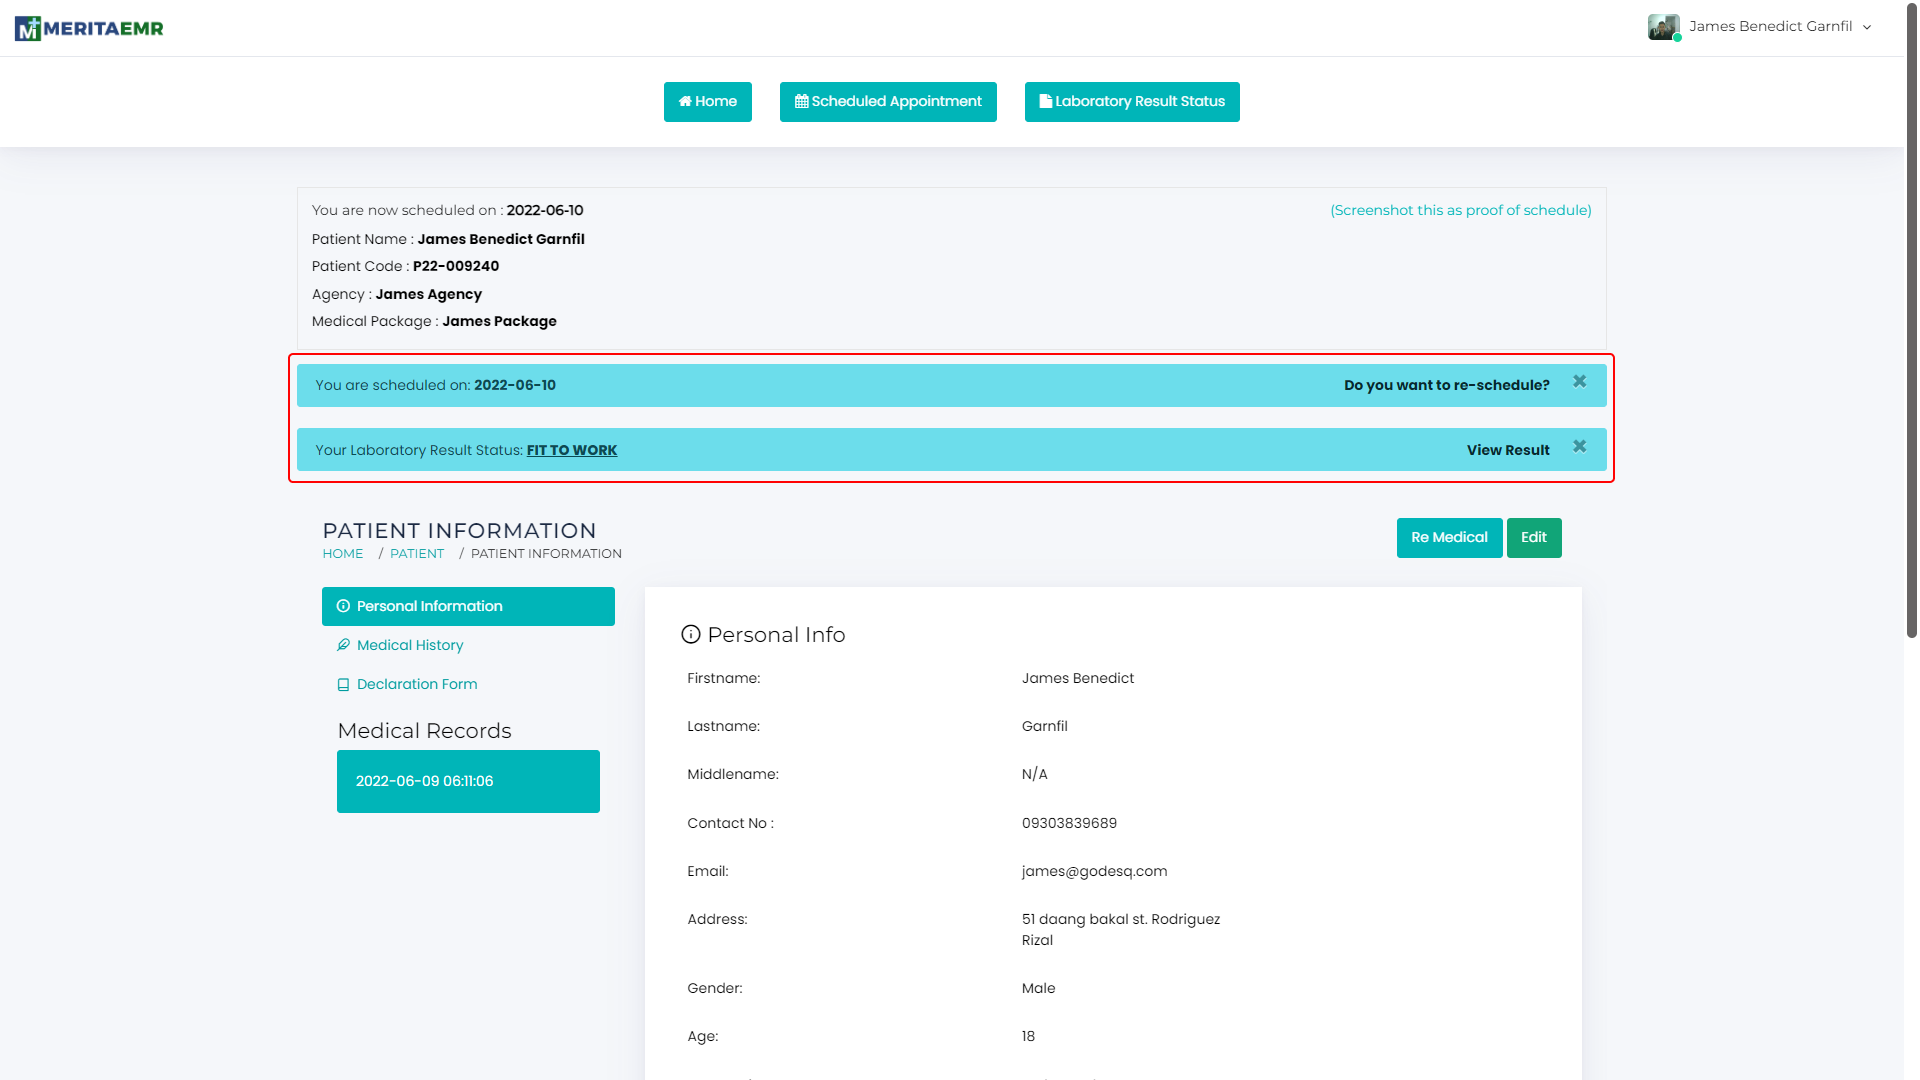 MERITAEMR
James Benedict Garnfil
Home
Scheduled Appointment
Laboratory Result Status
You are now scheduled on : 2022-06-10
(Screenshot this as proof of schedule)
Patient Name : James Benedict Garnfil
Patient Code : P22-009240
Agency : James Agency
Medical Package : James Package
You are scheduled on: 2022-06-10
Do you want to re-schedule?
Your Laboratory Result Status: FIT TO WORK
View Result
PATIENT INFORMATION
HOME / PATIENT / PATIENT INFORMATION
Re Medical
Edit
Personal Information
Medical History
Declaration Form
Medical Records
2022-06-09 06:11:06
Personal Info
Firstname: James Benedict
Lastname: Garnfil
Middlename: N/A
Contact No : 09303839689
Email: james@godesq.com
Address: 51 daang bakal st. Rodriguez
Rizal
Gender: Male
Age: 18